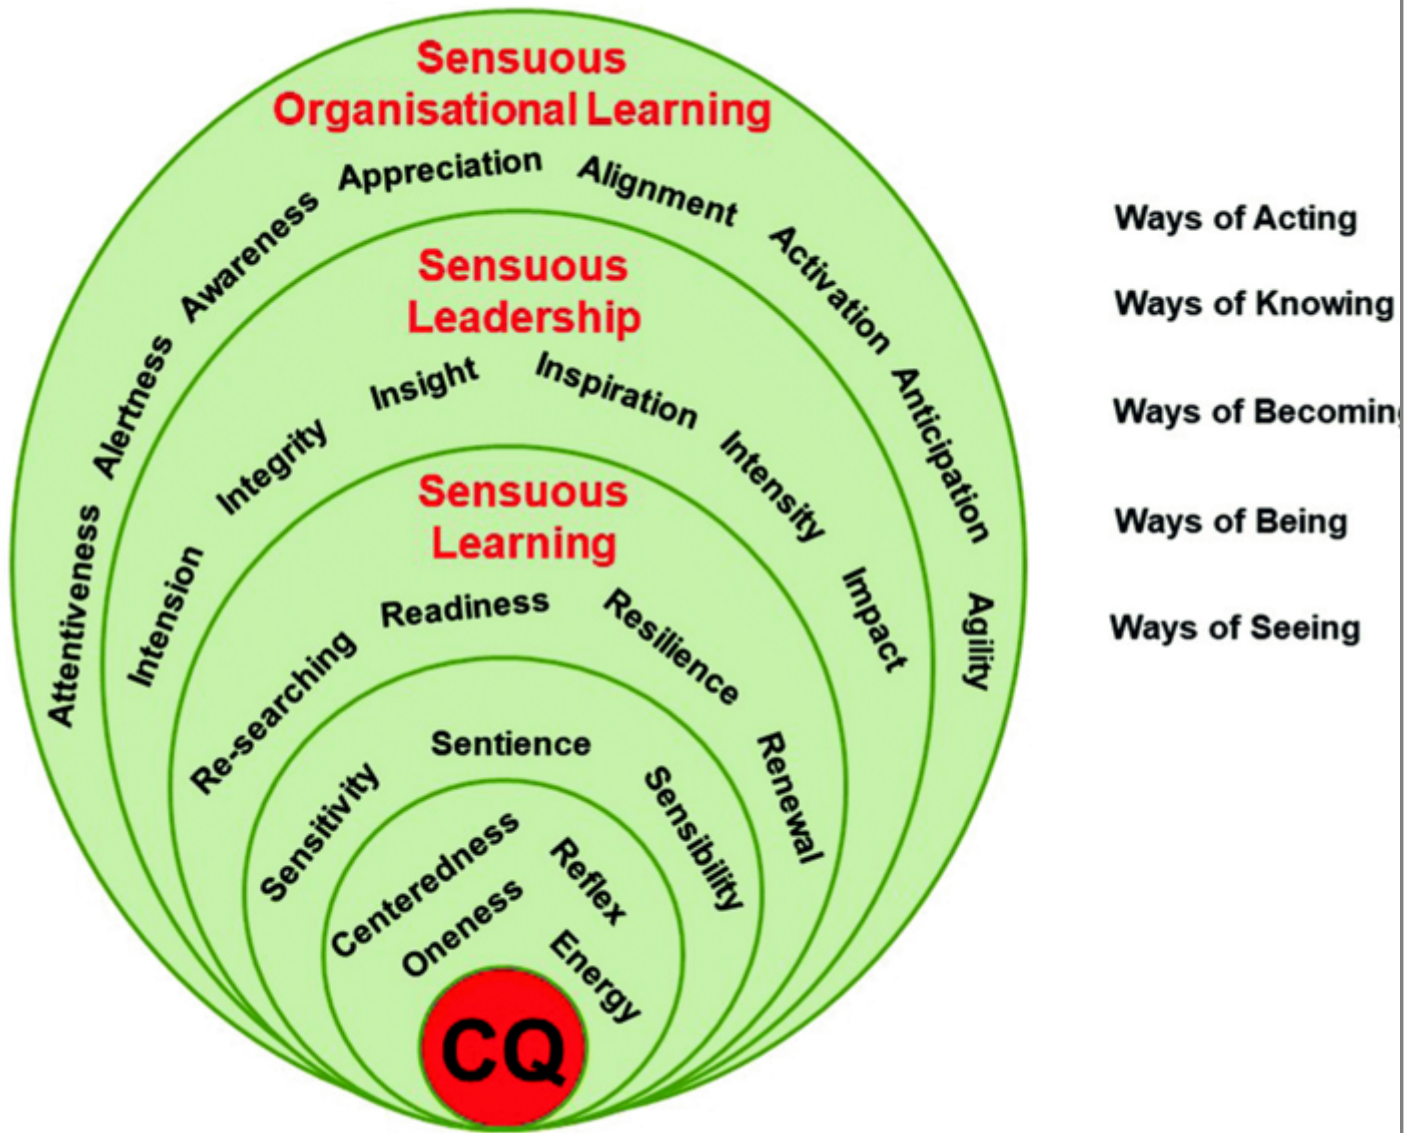 Sensuous
Organisational Learning
Attentiveness
Alertness
Awareness
Appreciation
Alignment
Activation
Anticipation
Agility
Sensuous
Leadership
Intension
Integrity
Insight
Inspiration
Intensity
Impact
Sensuous
Learning
Re-searching
Readiness
Resilience
Renewal
Sensitivity
Sentience
Sensibility
Centeredness
Reflex
Oneness
Energy
CQ
Ways of Acting
Ways of Knowing
Ways of Becoming
Ways of Being
Ways of Seeing